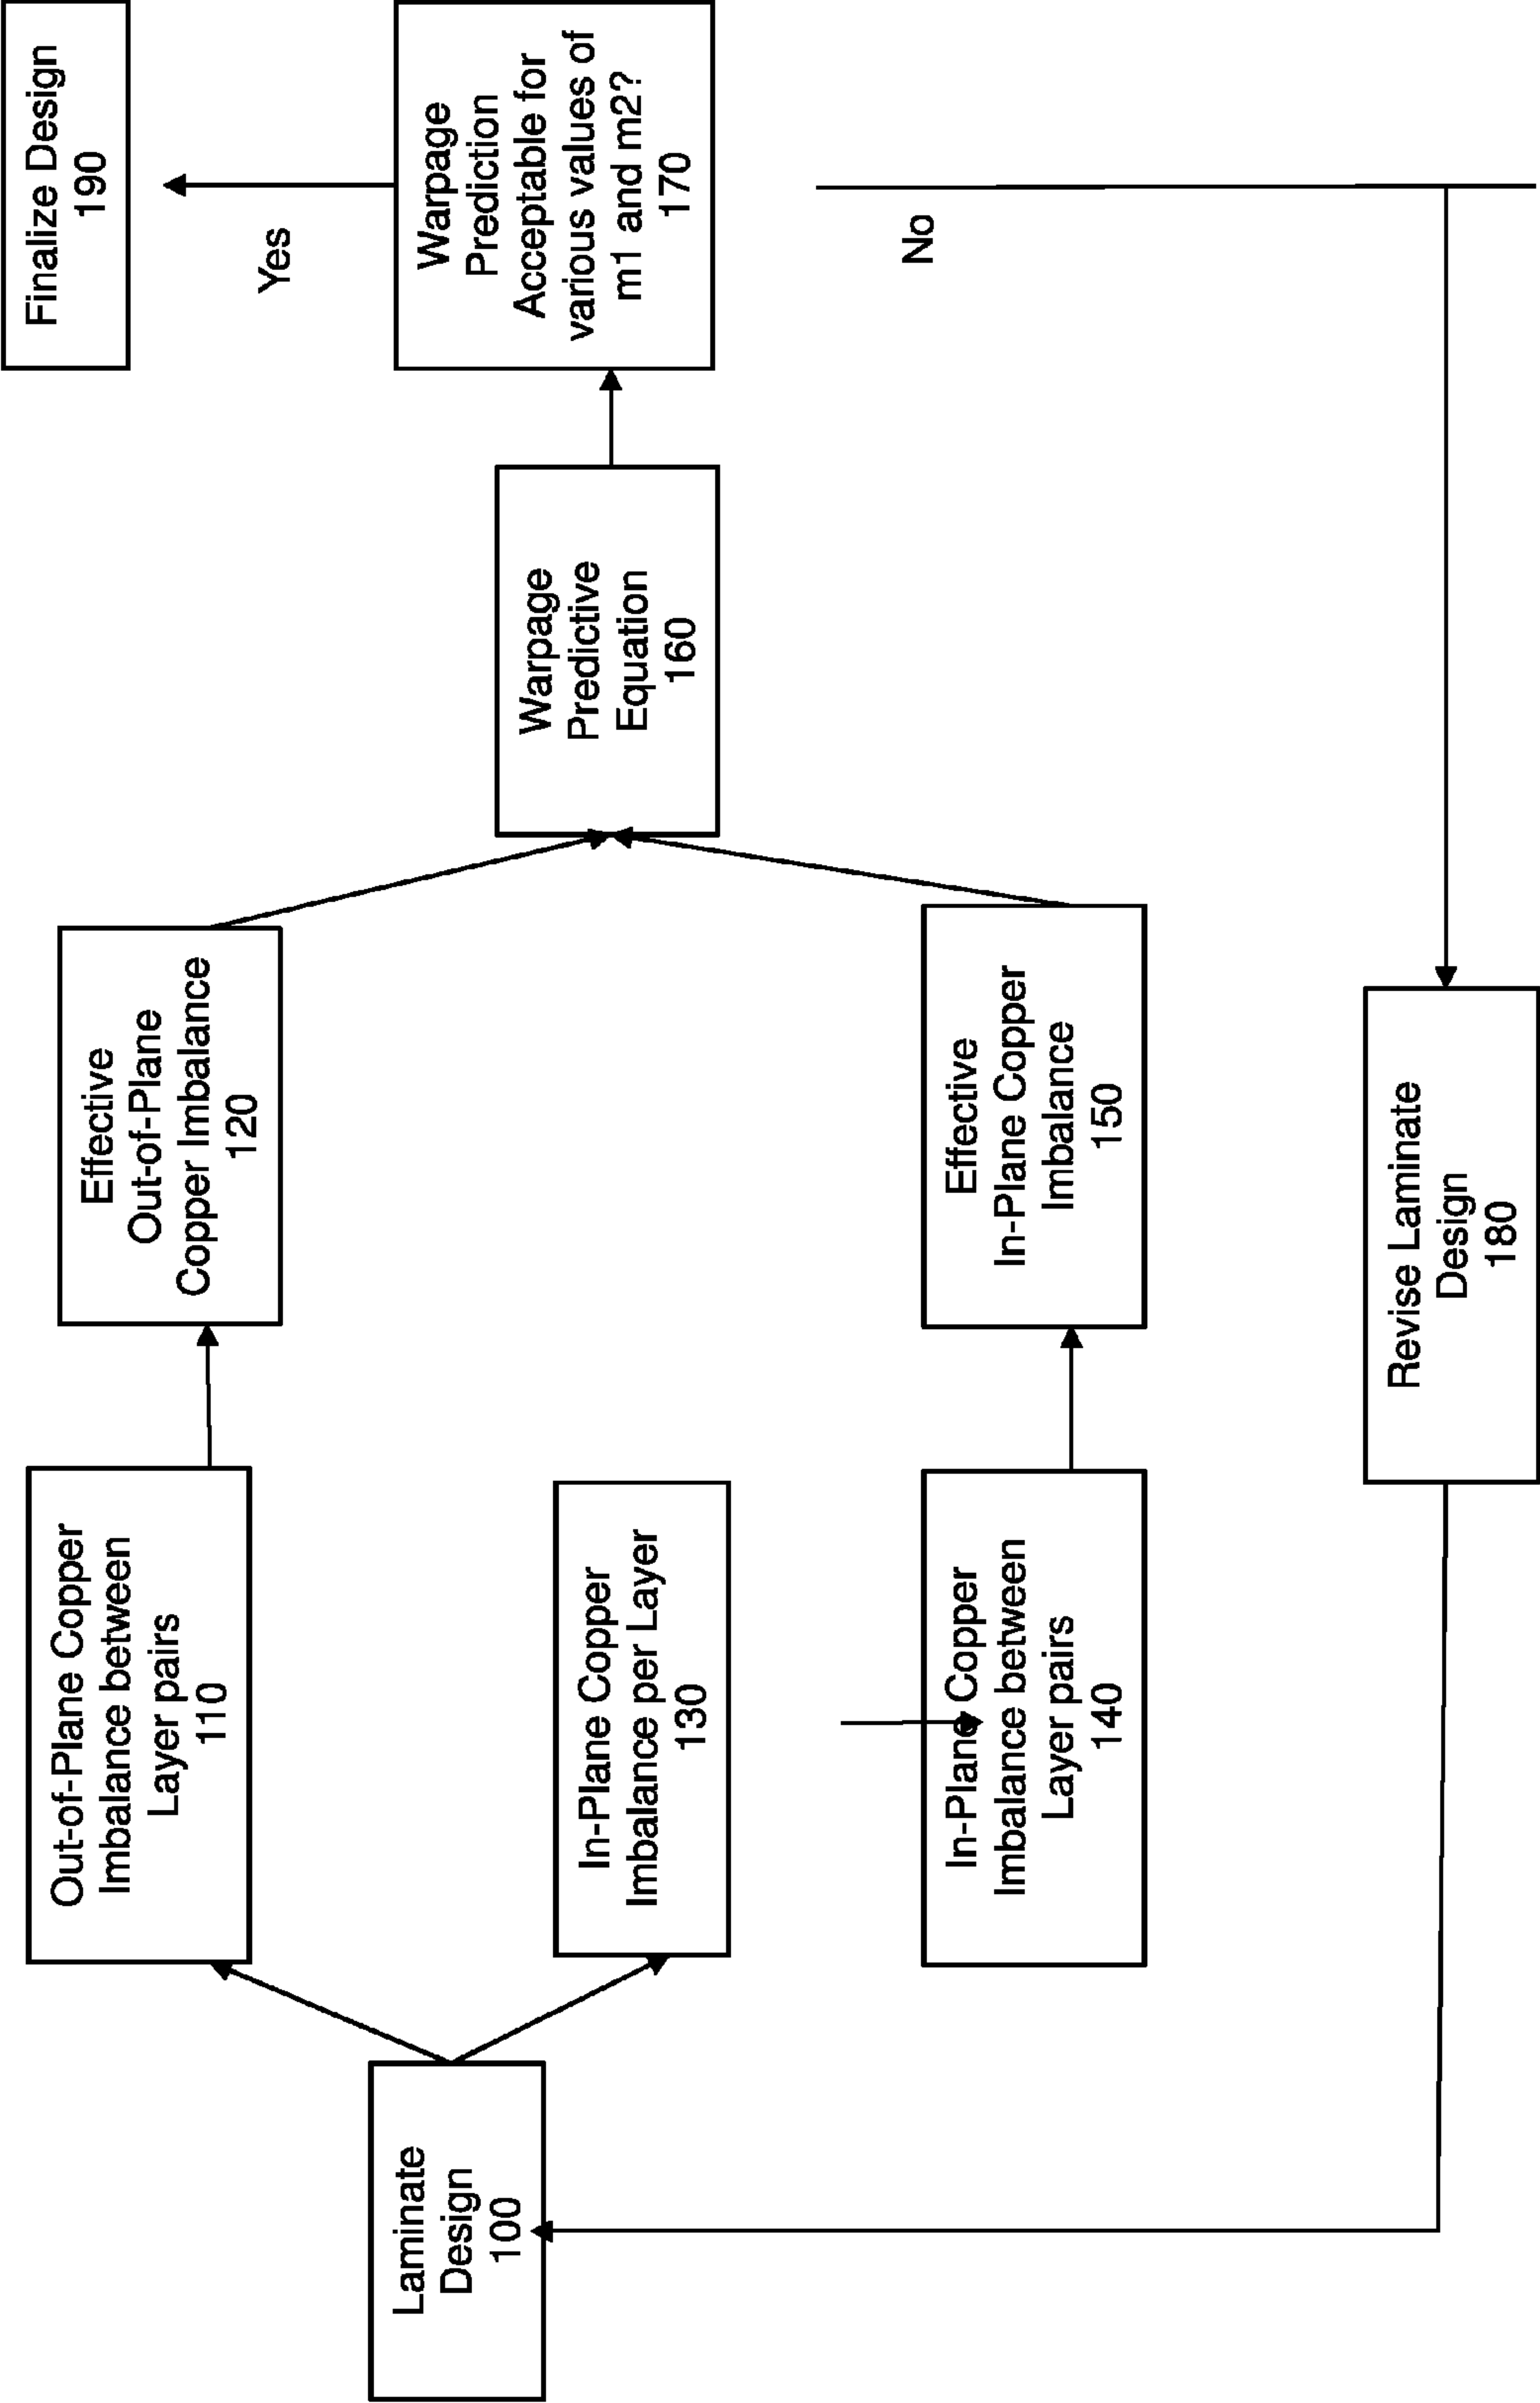 Laminate
Design
100
Out-of-Plane Copper
Imbalance between
Layer pairs
110
Effective
Out-of-Plane
Copper Imbalance
120
In-Plane Copper
Imbalance per Layer
130
In-Plane Copper
Imbalance between
Layer pairs
140
Effective
In-Plane Copper
Imbalance
150
Warpage
Predictive
Equation
160
Warpage
Prediction
Acceptable for
various values of
m1 and m2?
170
Yes
Finalize Design
190
No
Revise Laminate
Design
180